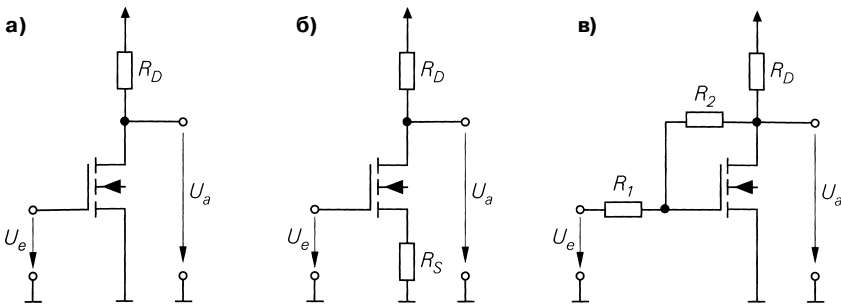 а)
R_D
U_e
U_a
б)
R_D
U_e
U_a
R_S
в)
R_D
R_2
R_1
U_e
U_a